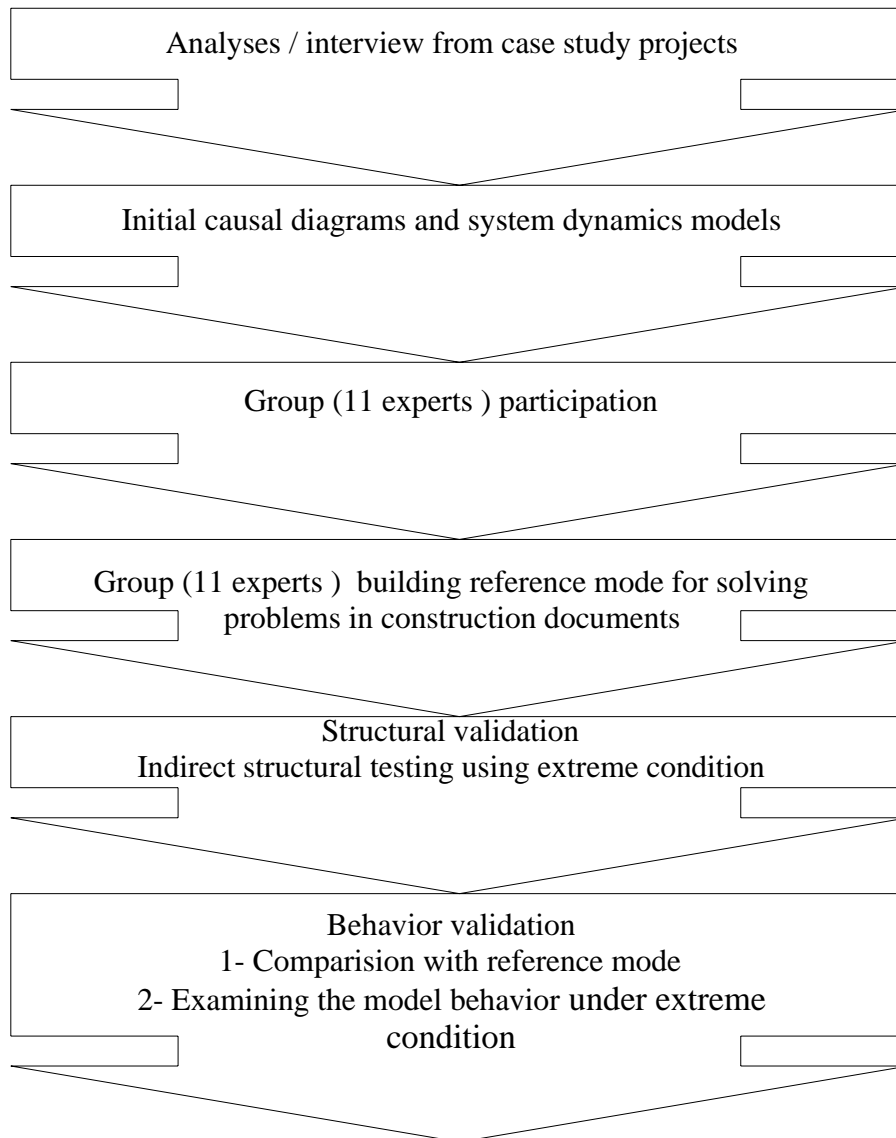 Analyses / interview from case study projects
Initial causal diagrams and system dynamics models
Group (11 experts ) participation
Group (11 experts )  building reference mode for solving
problems in construction documents
Structural validation
Indirect structural testing using extreme condition
Behavior validation
1- Comparision with reference mode
2- Examining the model behavior under extreme
condition